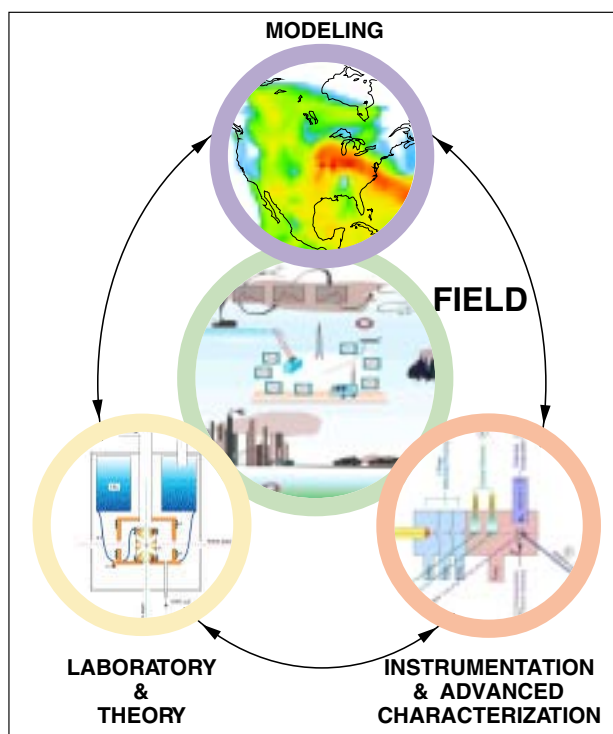 MODELING
FIELD
LABORATORY
&
THEORY
INSTRUMENTATION
& ADVANCED
CHARACTERIZATION